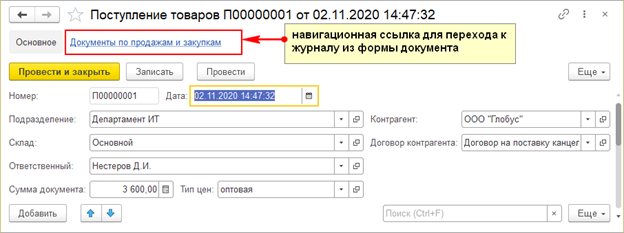 Поступление товаров П00000001 от 02.11.2020 14:47:32
Основное Документы по продажам и закупкам
навигационная ссылка для перехода к
журналу из формы документа
Провести и закрыть Записать Провести Еще
Номер: П00000001 Дата: 02.11.2020 14:47:32
Подразделение: Департамент ИТ Контрагент: ООО "Глобус"
Склад: Основной Договор контрагента: Договор на поставку канцел
Ответственный: Нестеров Д.И.
Сумма документа: 3 600,00 Тип цен: оптовая
Добавить Поиск (Ctrl+F) × Еще